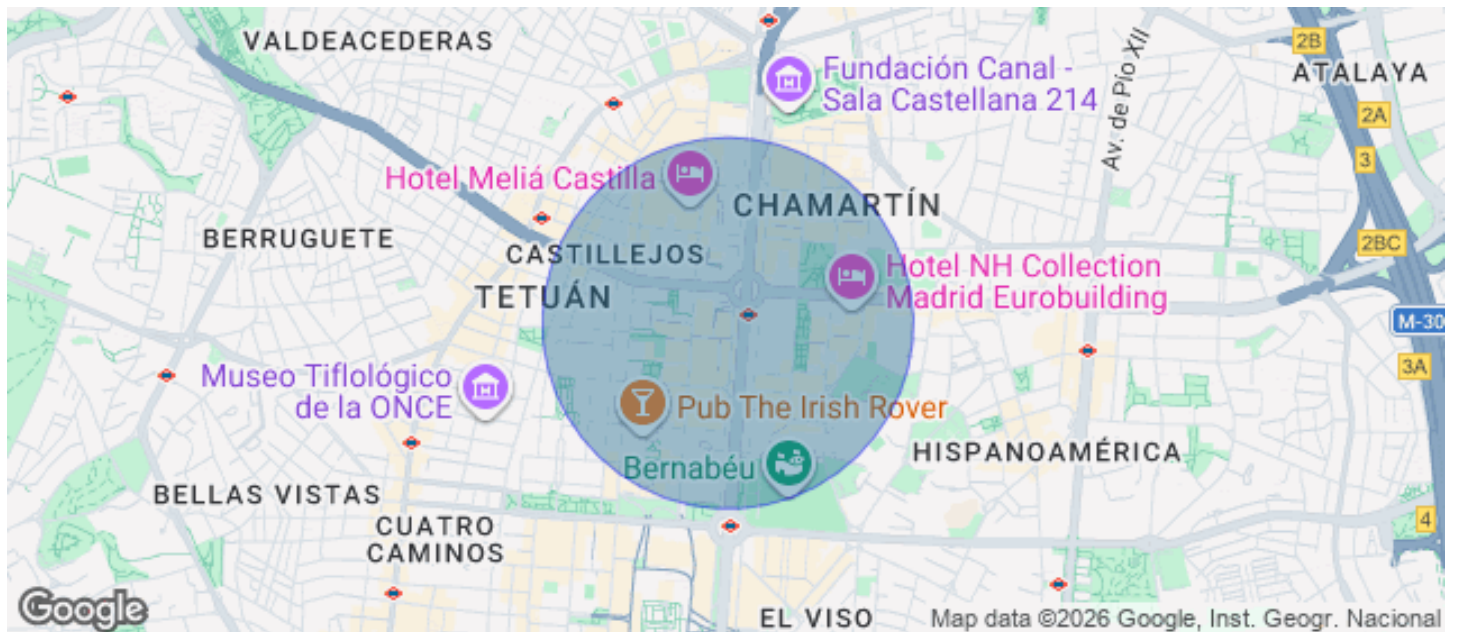 VALDEACEDERAS
Fundación Canal -
Sala Castellana 214
Av. de Pío XII
2B
ATALAYA
2A
3
Hotel Meliá Castilla
CHAMARTÍN
BERRUGUETE
CASTILLEJOS
2BC
Hotel NH Collection
Madrid Eurobuilding
TETUÁN
M-30
3A
Museo Tiflológico
de la ONCE
Pub The Irish Rover
HISPANOAMÉRICA
Bernabéu
BELLAS VISTAS
CUATRO
CAMINOS
4
Google
EL VISO
Map data ©2026 Google, Inst. Geogr. Nacional